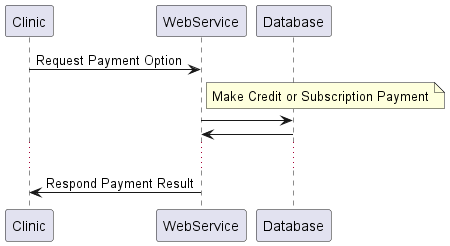 Clinic WebService Database
Request Payment Option
Make Credit or Subscription Payment
Respond Payment Result
Clinic WebService Database